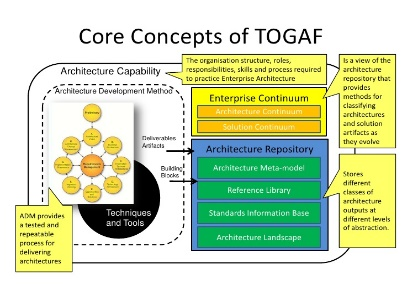 Core Concepts of TOGAF
The organisation structure, roles,
responsibilities, skills and process required
to practice Enterprise Architecture
Is a view of the
architecture
repository that
provides
methods for
classifying
architectures
and solution
artifacts as
they evolve
Architecture Capability
Architecture Development Method
Enterprise Continuum
Architecture Continuum
Solution Continuum
Deliverables
Artifacts
Building
Blocks
Architecture Repository
Architecture Meta-model
Reference Library
Standards Information Base
Architecture Landscape
Stores
different
classes of
architecture
outputs at
different levels
of abstraction.
Techniques
and Tools
ADM provides
a tested and
repeatable
process for
delivering
architectures